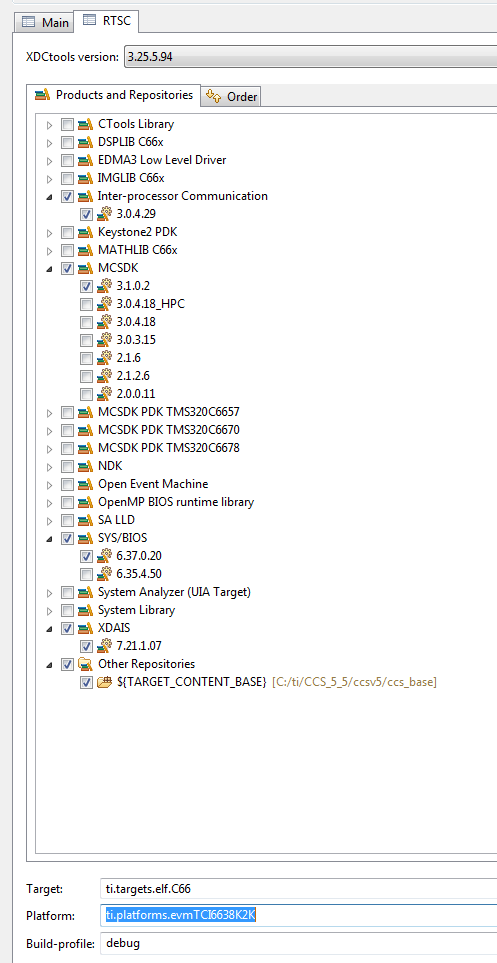 Main RTSC
XDCtools version: 3.25.5.94
Products and Repositories Order
CTools Library
DSPLIB C66x
EDMA3 Low Level Driver
IMGLIB C66x
Inter-processor Communication
3.0.4.29
Keystone2 PDK
MATHLIB C66x
MCSDK
3.1.0.2
3.0.4.18_HPC
3.0.4.18
3.0.3.15
2.1.6
2.1.2.6
2.0.0.11
MCSDK PDK TMS320C6657
MCSDK PDK TMS320C6670
MCSDK PDK TMS320C6678
NDK
Open Event Machine
OpenMP BIOS runtime library
SA LLD
SYS/BIOS
6.37.0.20
6.35.4.50
System Analyzer (UIA Target)
System Library
XDAIS
7.21.1.07
Other Repositories
${TARGET_CONTENT_BASE} [C:/ti/CCS_5_5/ccsv5/ccs_base]
Target: ti.targets.elf.C66
Platform: ti.platforms.evmTCI6638K2K
Build-profile: debug